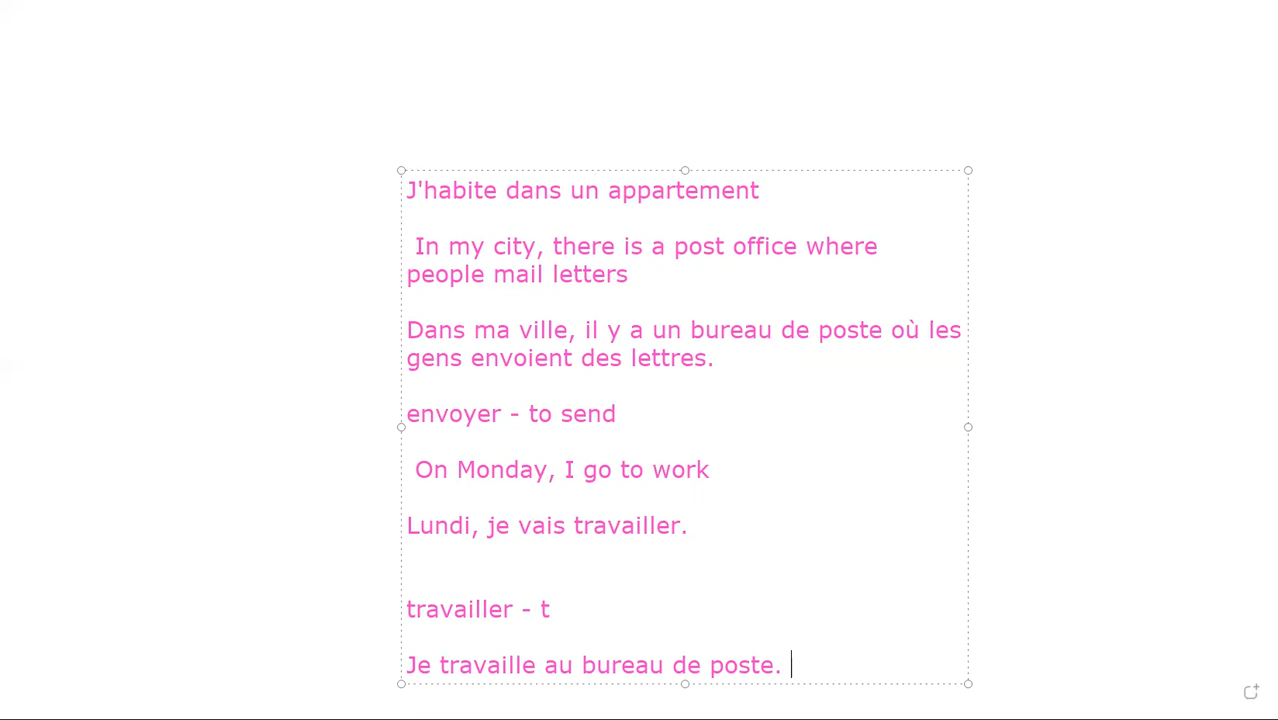 J'habite dans un appartement
In my city, there is a post office where
people mail letters
Dans ma ville, il y a un bureau de poste où les
gens envoient des lettres.
envoyer - to send
On Monday, I go to work
Lundi, je vais travailler.
travailler - t
Je travaille au bureau de poste.